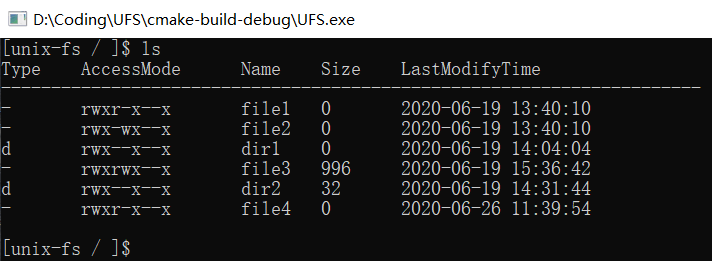 D:\Coding\UFS\cmake-build-debug\UFS.exe
[unix-fs / ]$ ls
Type AccessMode Name Size LastModifyTime
----------------------------------------------------------------------
- rwxr-x--x file1 0 2020-06-19 13:40:10
- rwx-wx--x file2 0 2020-06-19 13:40:10
d rwx--x--x dir1 0 2020-06-19 14:04:04
- rwxrwx--x file3 996 2020-06-19 15:36:42
d rwx--x--x dir2 32 2020-06-19 14:31:44
- rwxr-x--x file4 0 2020-06-26 11:39:54
[unix-fs / ]$